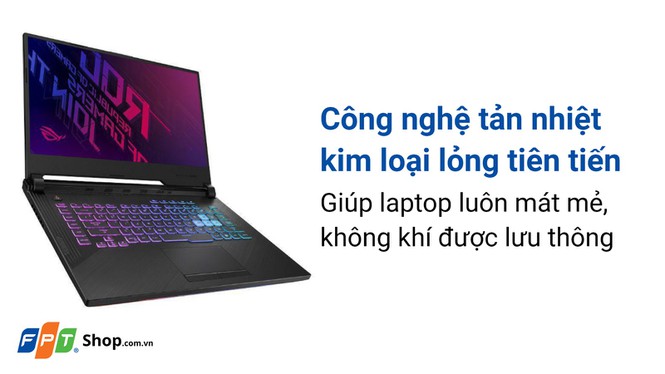 Công nghệ tản nhiệt
kim loại lỏng tiên tiến
Giúp laptop luôn mát mẻ,
không khí được lưu thông
FPT Shop.com.vn